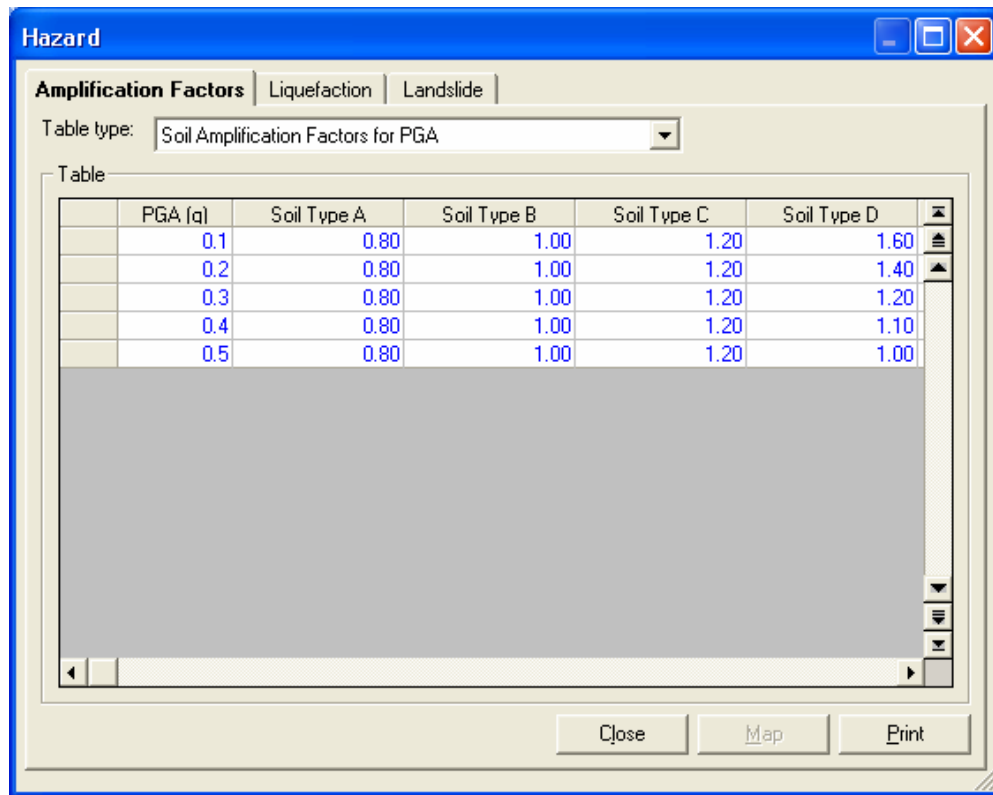 Hazard
Amplification Factors Liquefaction Landslide
Table type: Soil Amplification Factors for PGA
Table
PGA (g) Soil Type A Soil Type B Soil Type C Soil Type D
0.1 0.80 1.00 1.20 1.60
0.2 0.80 1.00 1.20 1.40
0.3 0.80 1.00 1.20 1.20
0.4 0.80 1.00 1.20 1.10
0.5 0.80 1.00 1.20 1.00
Close Map Print